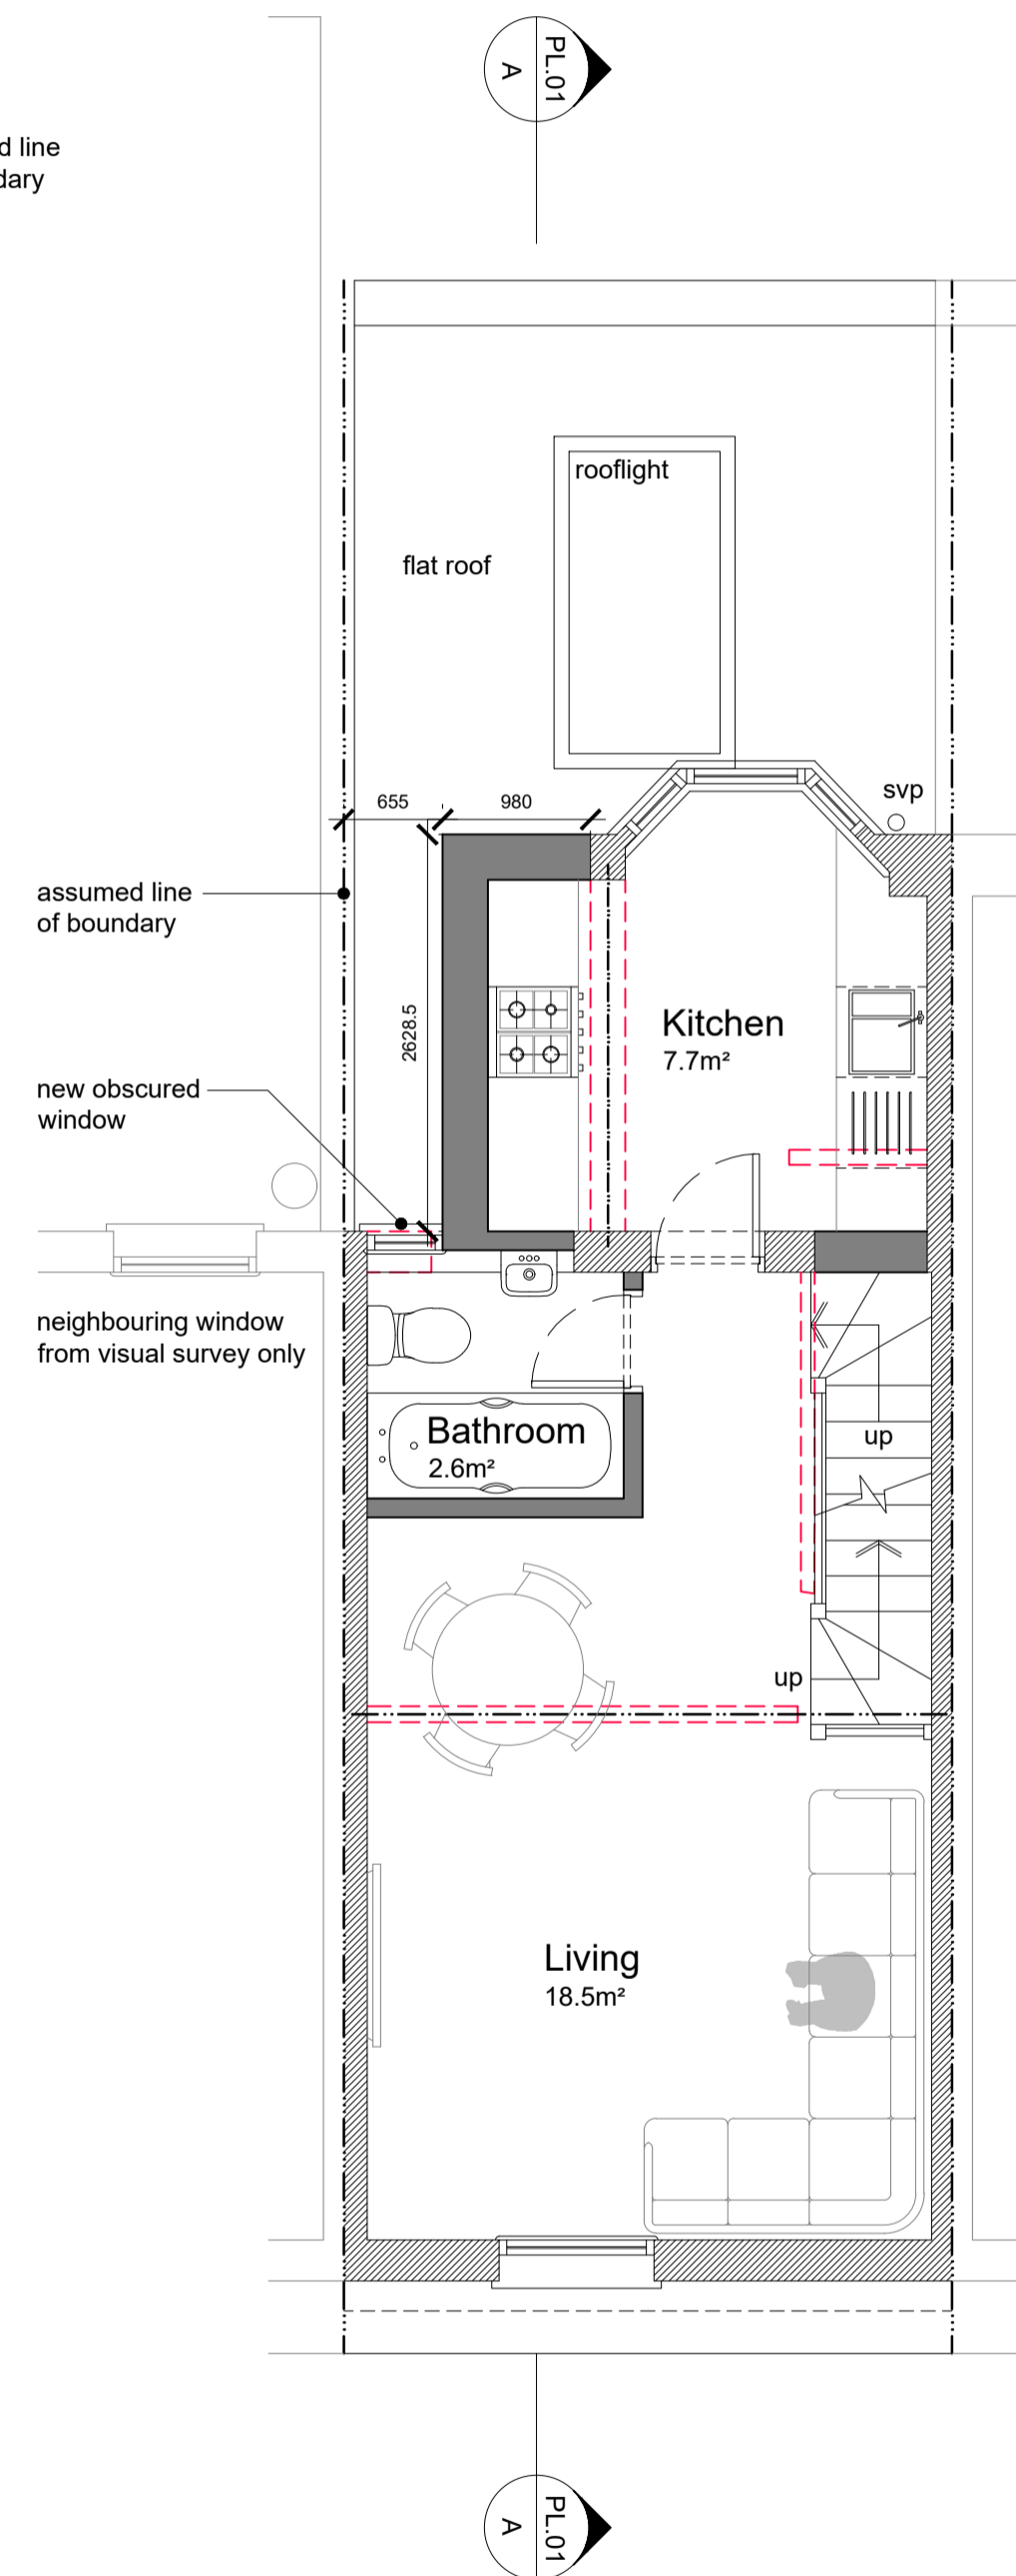 PL.01
A
d line
dary
rooflight
flat roof
svp
655
980
assumed line
of boundary
2628.5
Kitchen
7.7m²
new obscured
window
neighbouring window
from visual survey only
Bathroom
2.6m²
up
up
Living
18.5m²
PL.01
A